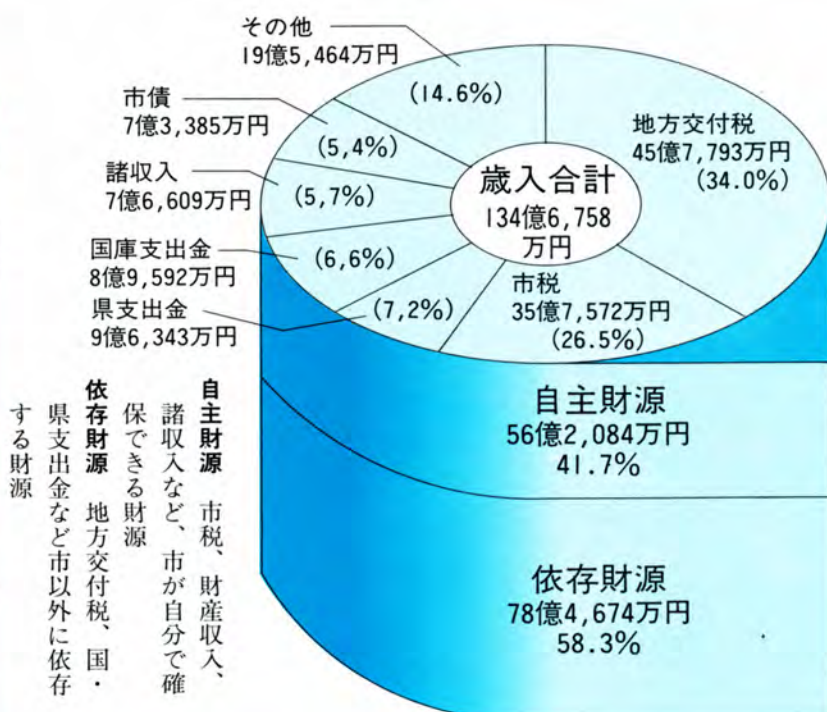 その他
19億5,464万円
(14.6%)
市債
7億3,385万円
(5,4%)
諸収入
7億6,609万円
(5,7%)
国庫支出金
8億9,592万円
(6,6%)
県支出金
9億6,343万円
(7,2%)
地方交付税
45億7,793万円
(34.0%)
歳入合計
134億6,758
万円
市税
35億7,572万円
(26.5%)
自主財源
56億2,084万円
41.7%
依存財源
78億4,674万円
58.3%
自主財源 市税、財産収入、
諸収入など、市が自分で確
保できる財源
依存財源 地方交付税、国・
県支出金など市以外に依存
する財源